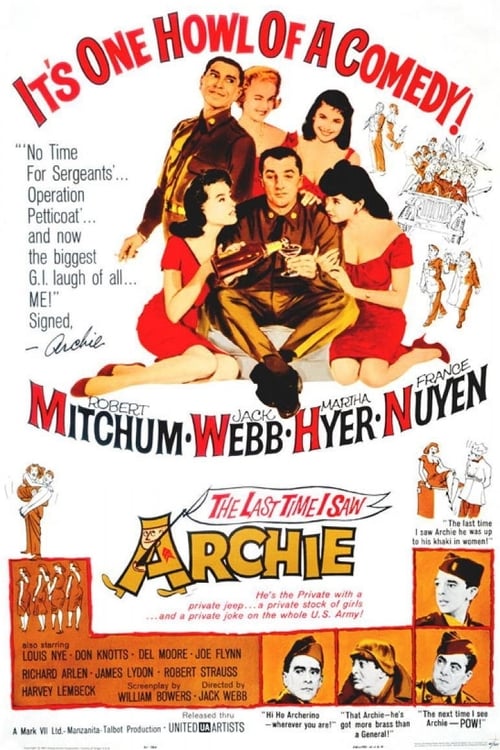 IT'S ONE HOWL OF A COMEDY!
"'No Time
For Sergeants'...
Operation
Petticoat'...
and now
the biggest
G.I. laugh of all...
ME!"
Signed,
- Archie
ROBERT MITCHUM · JACK WEBB · MARTHA HYER · FRANCE NUYEN
"The last time
I saw Archie he was up
to his khaki in women!"
THE LAST TIME I SAW
ARCHIE
He's the Private with a
private jeep...a private stock of girls
...and a private joke on the whole U.S. Army!
also starring
LOUIS NYE · DON KNOTTS · DEL MOORE · JOE FLYNN
RICHARD ARLEN · JAMES LYDON · ROBERT STRAUSS
HARVEY LEMBECK
Screenplay by
WILLIAM BOWERS ·
Directed by
JACK WEBB
"Hi Ho Archerino
—wherever you are!"
"That Archie—he's
got more brass than
a General!"
"The next time I see
Archie — POW!"
A Mark VII Ltd.-Manzanita-Talbot Production ·
Released thru
UNITED UA ARTISTS